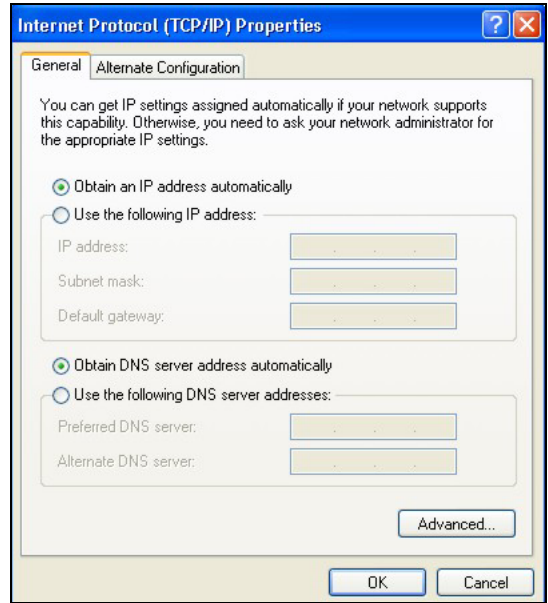 Internet Protocol (TCP/IP) Properties
?
X
General
Alternate Configuration
You can get IP settings assigned automatically if your network supports
this capability. Otherwise, you need to ask your network administrator for
the appropriate IP settings.
Obtain an IP address automatically
Use the following IP address:
IP address:
Subnet mask:
Default gateway:
Obtain DNS server address automatically
Use the following DNS server addresses:
Preferred DNS server:
Alternate DNS server:
Advanced...
OK
Cancel